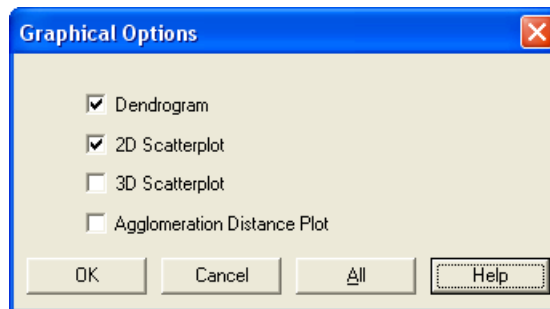 Graphical Options
Dendrogram
2D Scatterplot
3D Scatterplot
Agglomeration Distance Plot
OK Cancel All Help